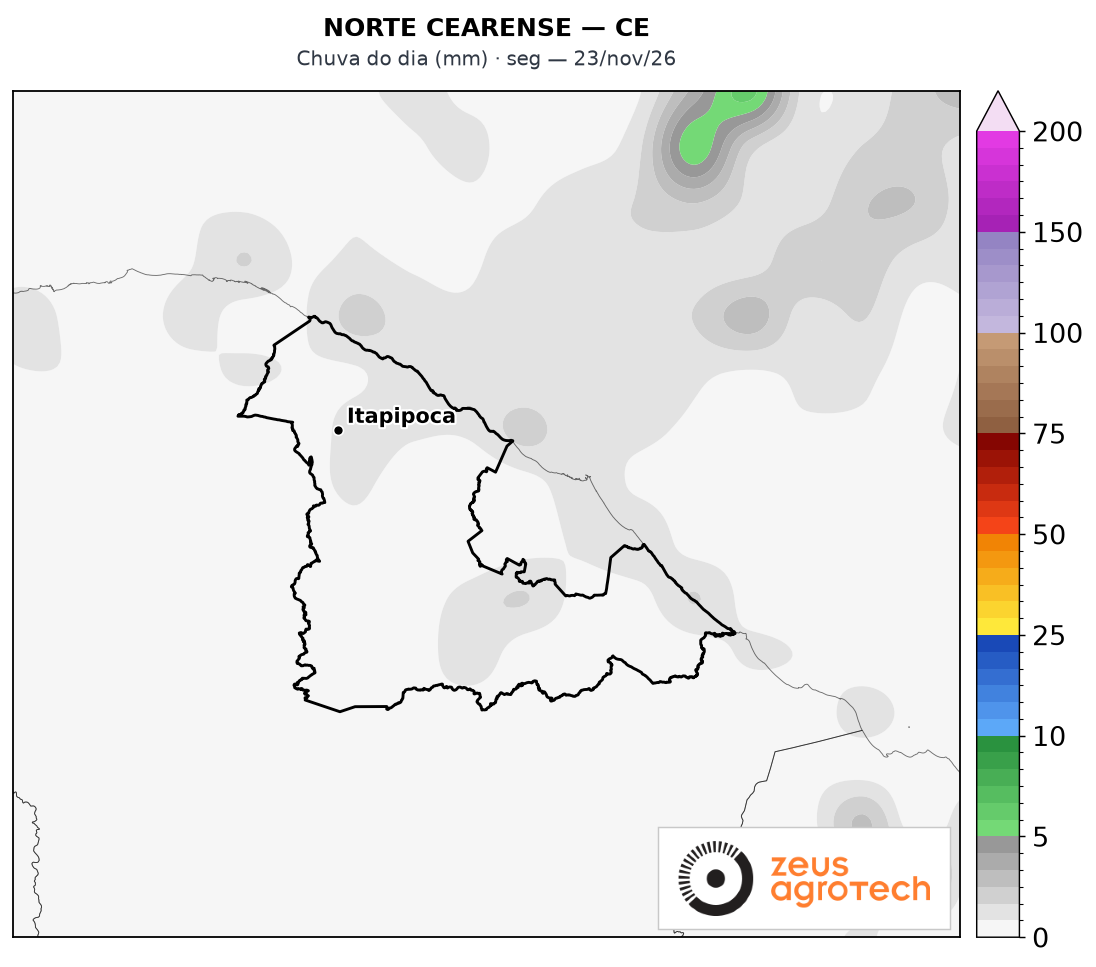 NORTE CEARENSE — CE
Chuva do dia (mm) · seg — 23/nov/26
Itapipoca
200
150
100
75
50
25
10
5
0
zeus
agrotech